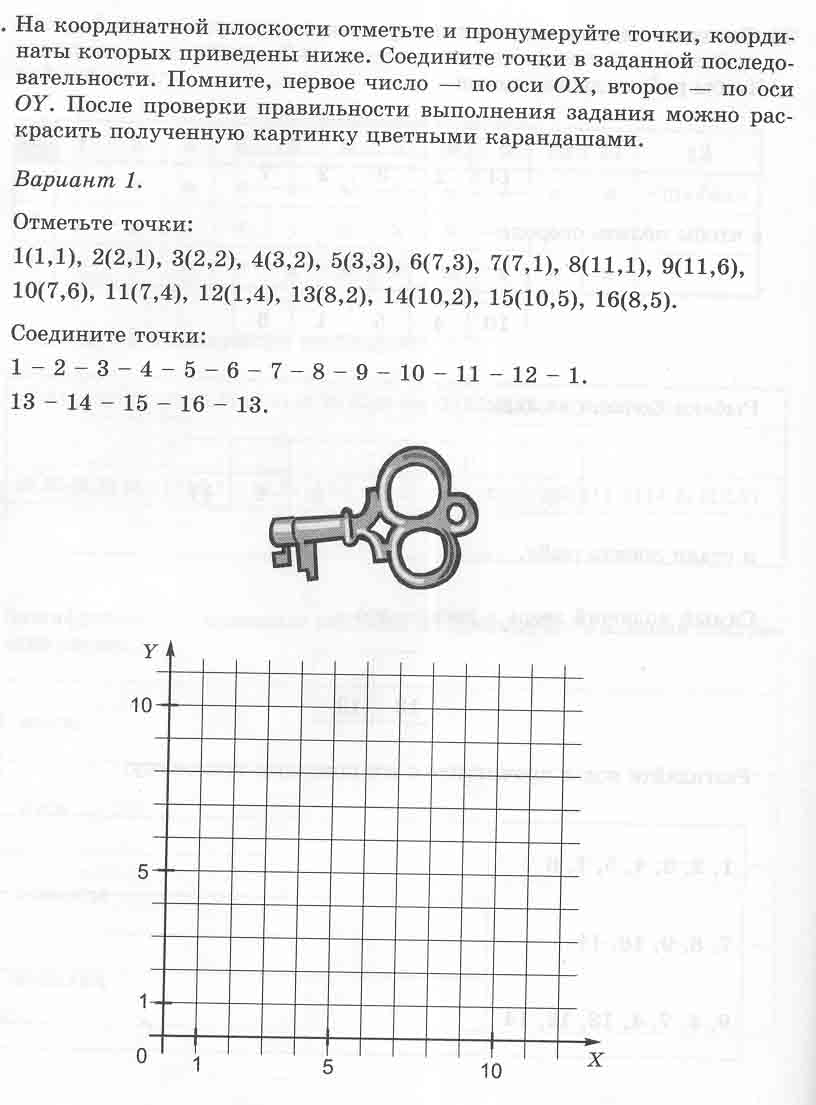 . На координатной плоскости отметьте и пронумеруйте точки, коорди-
наты которых приведены ниже. Соедините точки в заданной последо-
вательности. Помните, первое число — по оси OX, второе — по оси
OY. После проверки правильности выполнения задания можно рас-
красить полученную картинку цветными карандашами.
Вариант 1.
Отметьте точки:
1(1,1), 2(2,1), 3(2,2), 4(3,2), 5(3,3), 6(7,3), 7(7,1), 8(11,1), 9(11,6),
10(7,6), 11(7,4), 12(1,4), 13(8,2), 14(10,2), 15(10,5), 16(8,5).
Соедините точки:
1 – 2 – 3 – 4 – 5 – 6 – 7 – 8 – 9 – 10 – 11 – 12 – 1.
13 – 14 – 15 – 16 – 13.
Y
10
5
1
0
1
5
10
X